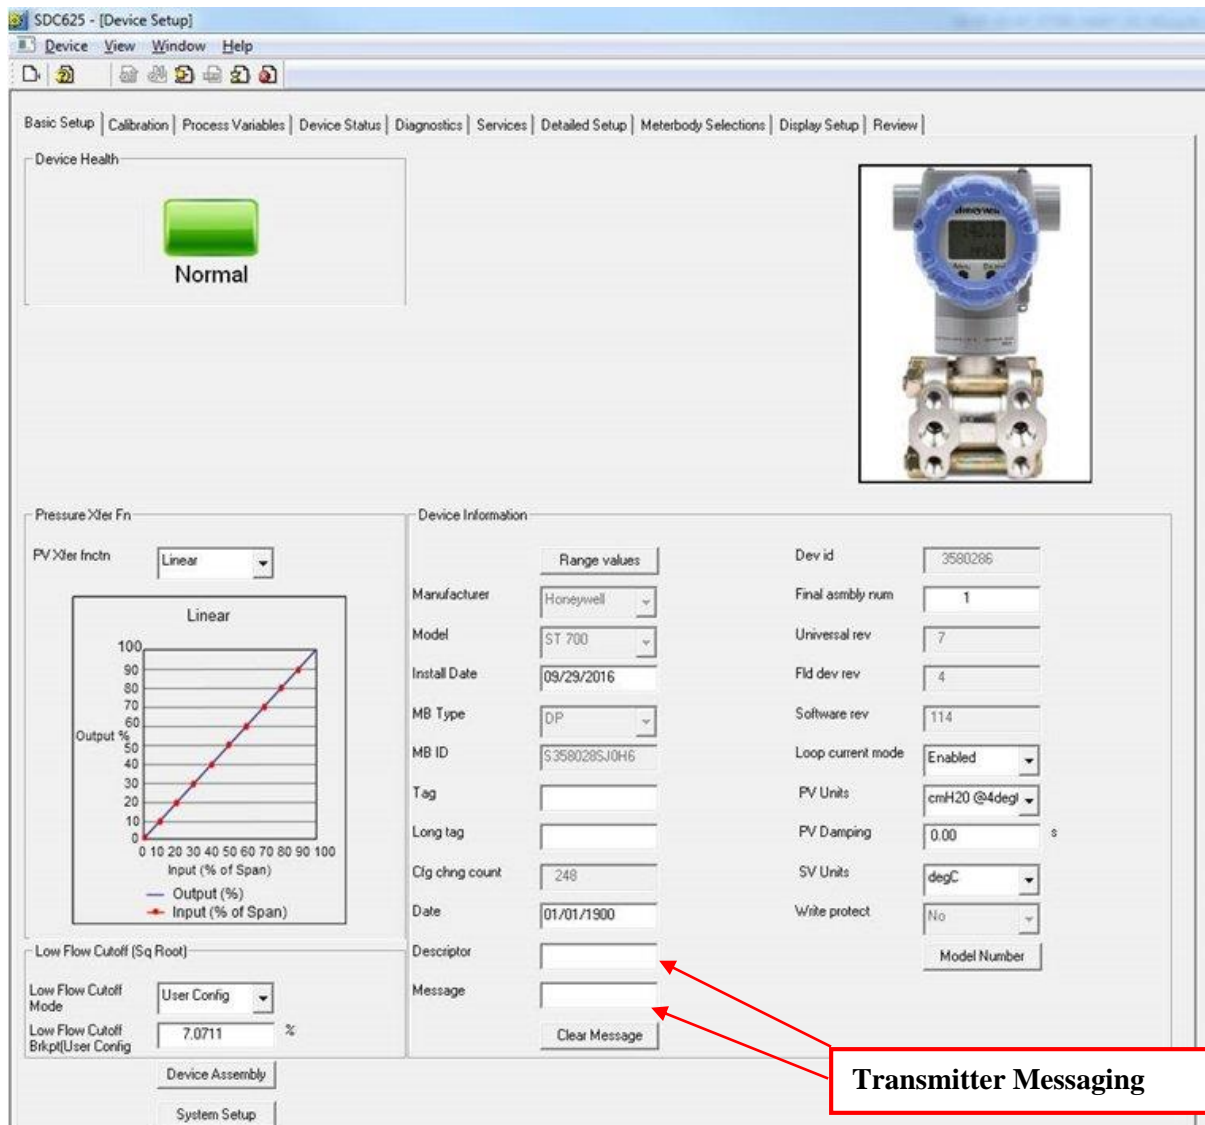 SDC625 - [Device Setup]
Device View Window Help
Basic Setup Calibration Process Variables Device Status Diagnostics Services Detailed Setup Meterbody Selections Display Setup Review
Device Health
Normal
Honeywell
Pressure Xfer Fn
PV Xfer fnctn Linear
Linear
100
90
80
70
60
Output %
50
40
30
20
10
0
0 10 20 30 40 50 60 70 80 90 100
Input (% of Span)
Output (%)
Input (% of Span)
Low Flow Cutoff (Sq Root)
Low Flow Cutoff
Mode
User Config
Low Flow Cutoff
Brkpt(User Config
7.0711 %
Device Assembly
System Setup
Device Information
Range values
Manufacturer Honeywell
Model ST 700
Install Date 09/29/2016
MB Type DP
MB ID S358028SJ0H6
Tag
Long tag
Cfg chng count 248
Date 01/01/1900
Descriptor
Message
Clear Message
Dev id 3580286
Final asmbly num 1
Universal rev 7
Fld dev rev 4
Software rev 114
Loop current mode Enabled
PV Units cmH20 @4deg
PV Damping 0.00 s
SV Units degC
Write protect No
Model Number
Transmitter Messaging